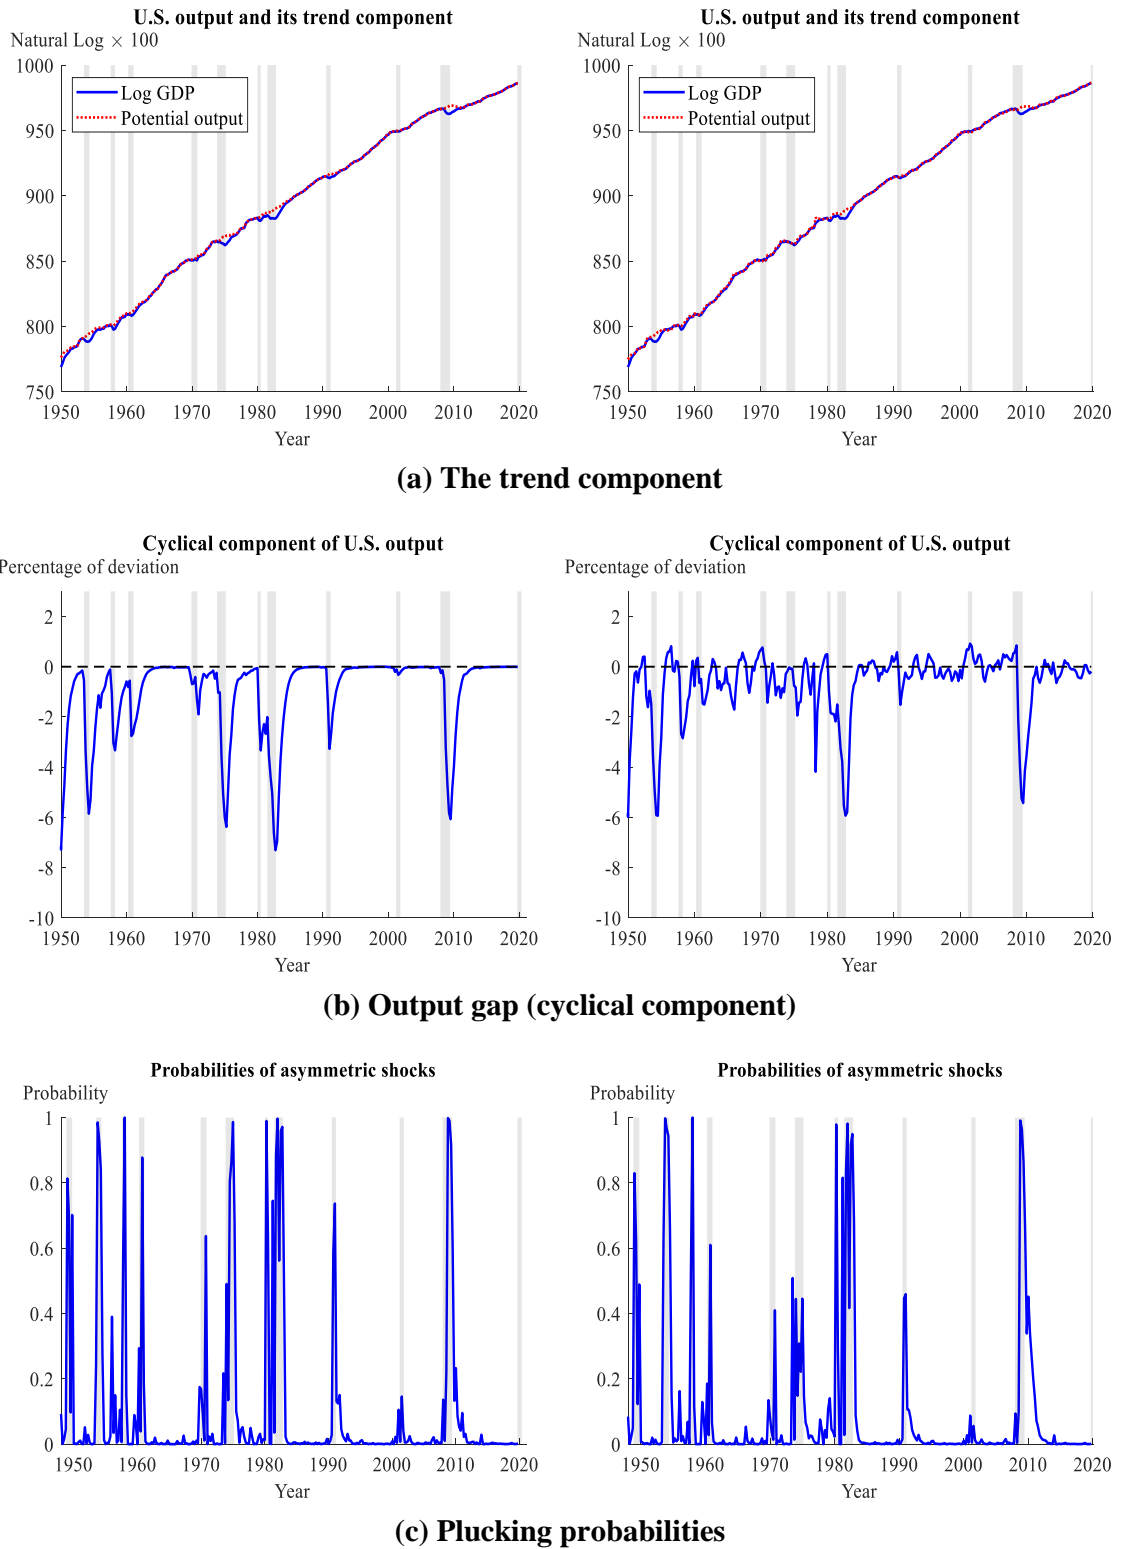 U.S. output and its trend component
Natural Log × 100
1000
950
900
850
800
750
Log GDP
Potential output
1950 1960 1970 1980 1990 2000 2010 2020
Year
U.S. output and its trend component
Natural Log × 100
1000
950
900
850
800
750
Log GDP
Potential output
1950 1960 1970 1980 1990 2000 2010 2020
Year
(a) The trend component
Cyclical component of U.S. output
Percentage of deviation
2
0
-2
-4
-6
-8
-10
1950 1960 1970 1980 1990 2000 2010 2020
Year
Cyclical component of U.S. output
Percentage of deviation
2
0
-2
-4
-6
-8
-10
1950 1960 1970 1980 1990 2000 2010 2020
Year
(b) Output gap (cyclical component)
Probabilities of asymmetric shocks
Probability
1
0.8
0.6
0.4
0.2
0
1950 1960 1970 1980 1990 2000 2010 2020
Year
Probabilities of asymmetric shocks
Probability
1
0.8
0.6
0.4
0.2
0
1950 1960 1970 1980 1990 2000 2010 2020
Year
(c) Plucking probabilities